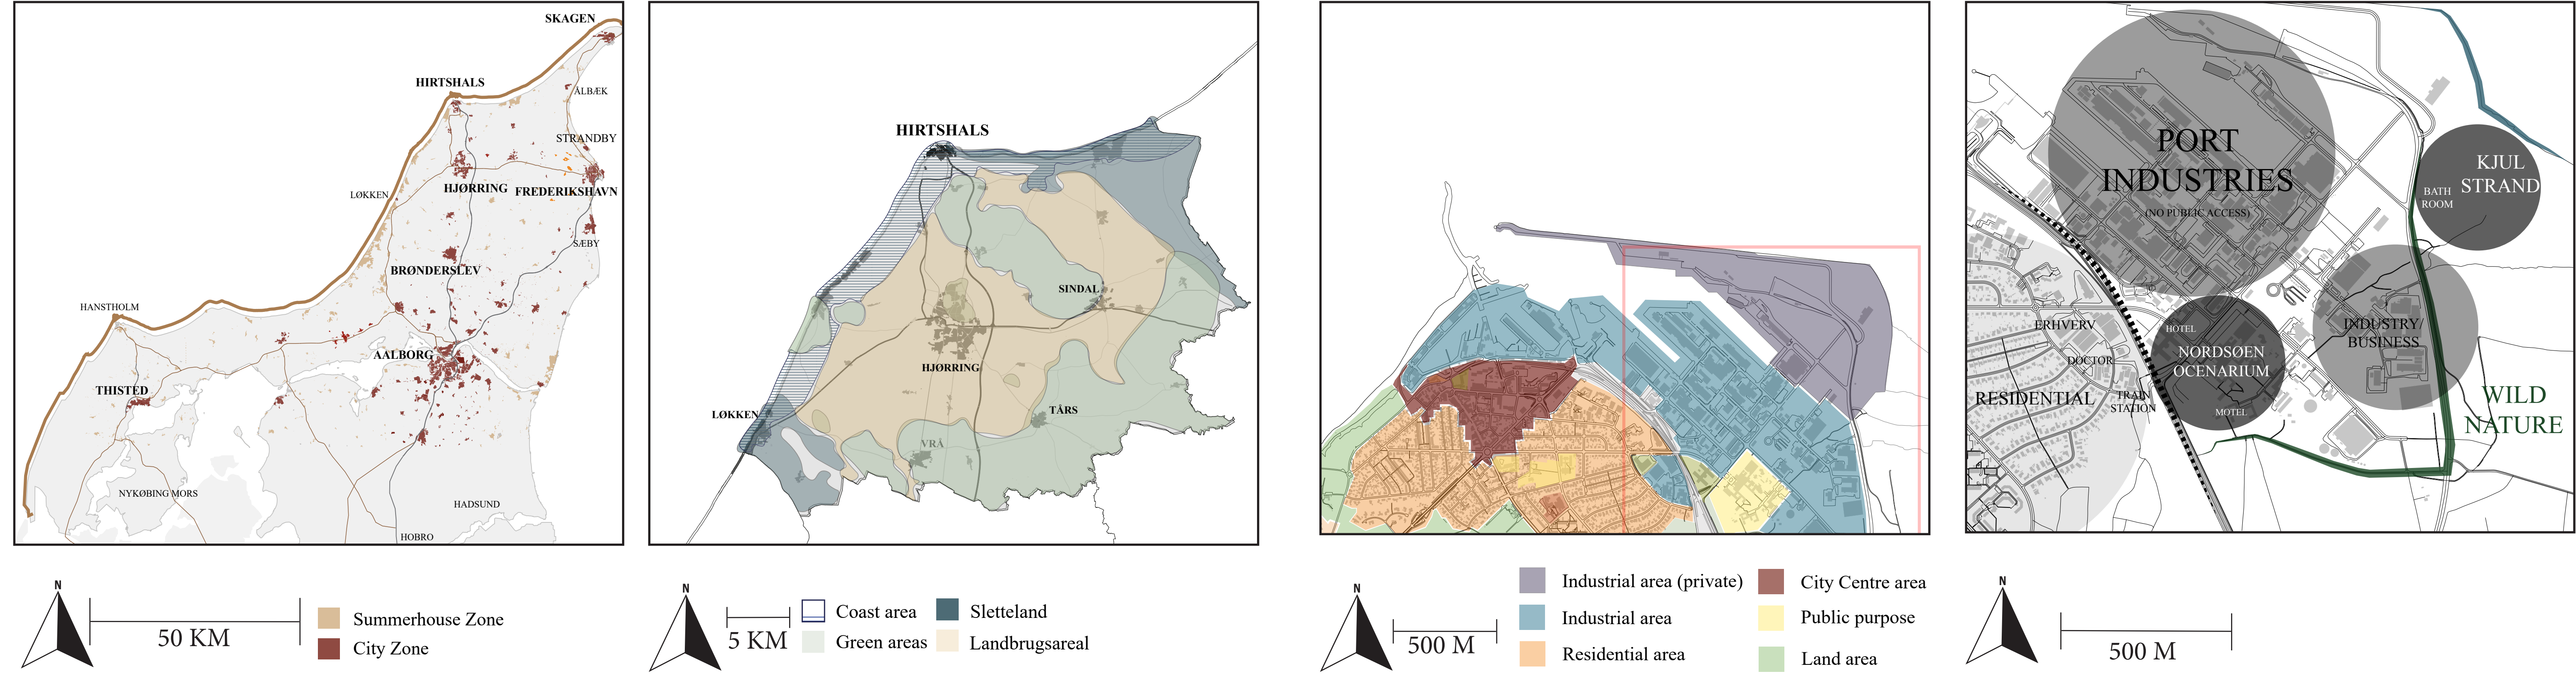 SKAGEN
HIRTSHALS
ÅLBÆK
STRANDBY
HJØRRING
FREDERIKSHAVN
LØKKEN
SÆBY
BRØNDERSLEV
HANSTHOLM
AALBORG
THISTED
NYKØBING MORS
HADSUND
HOBRO
N
50 KM
Summerhouse Zone
City Zone
HIRTSHALS
SINDAL
HJØRRING
LØKKEN
TÅRS
VRÅ
N
5 KM
Coast area
Sletteland
Green areas
Landbrugsareal
N
500 M
Industrial area (private)
City Centre area
Industrial area
Public purpose
Residential area
Land area
PORT
INDUSTRIES
(NO PUBLIC ACCESS)
KJUL
STRAND
BATH
ROOM
ERHVERV
DOCTOR
RESIDENTIAL
TRAIN
STATION
HOTEL
NORDSØEN
OCENARIUM
MOTEL
INDUSTRY/
BUSINESS
WILD
NATURE
N
500 M